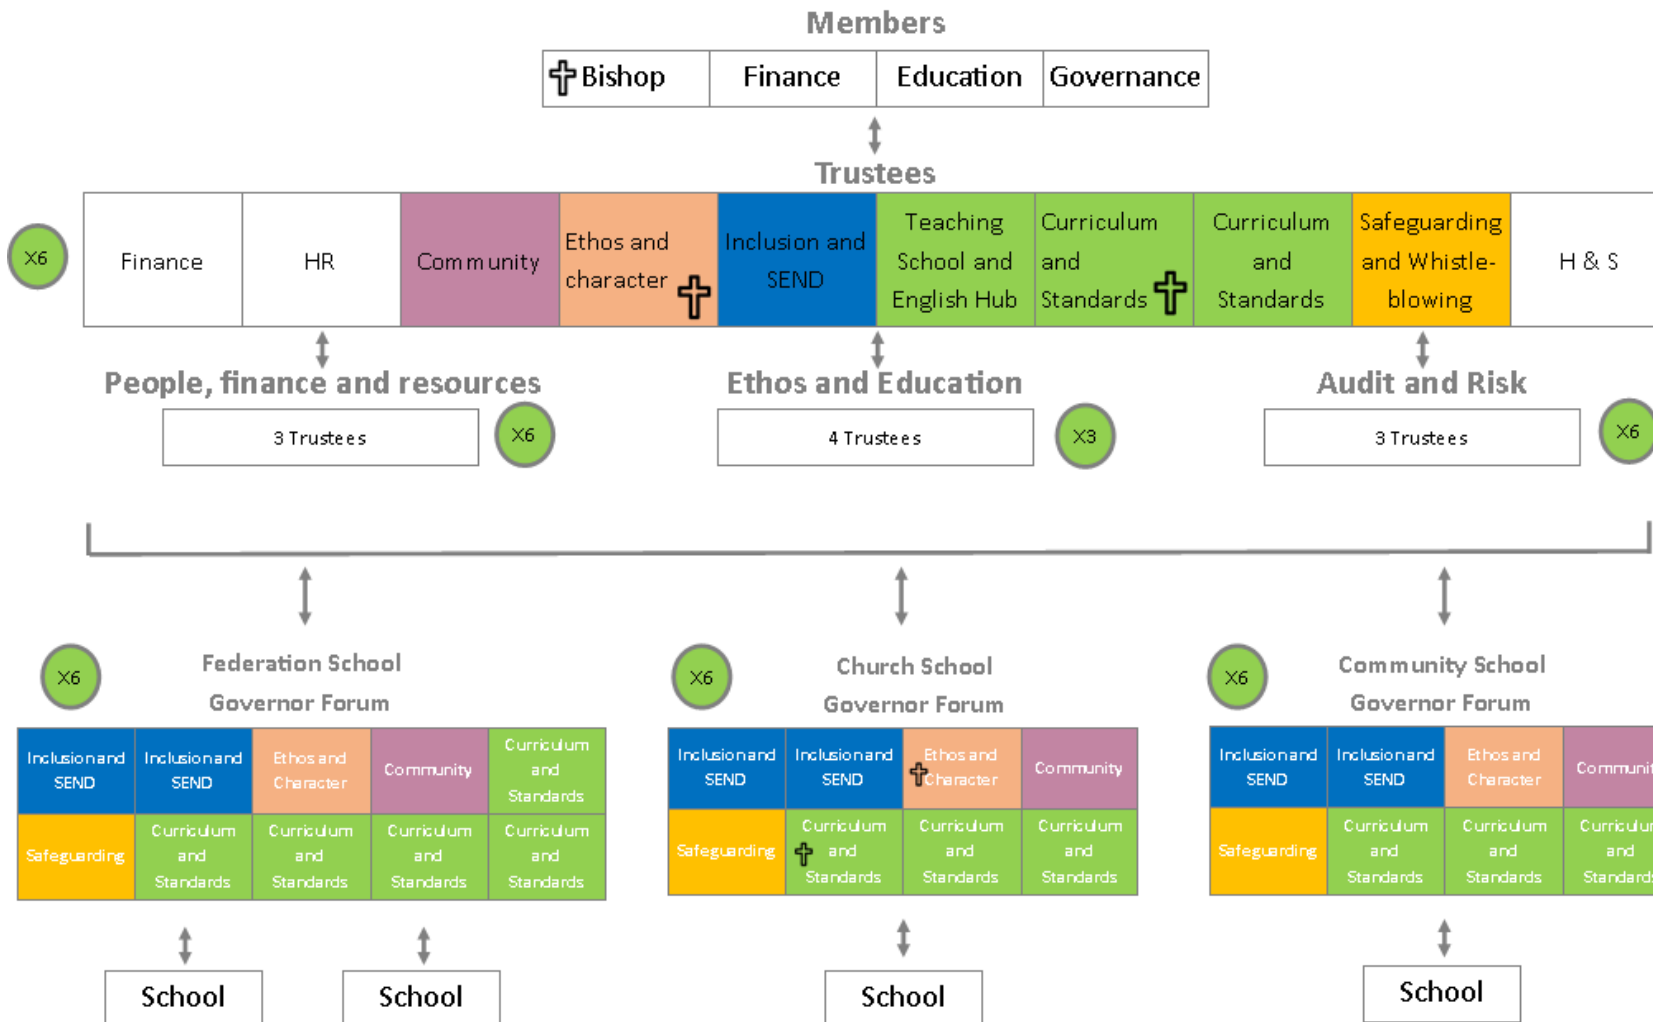 Members
Bishop Finance Education Governance
Trustees
X6
Finance
HR
Community
Ethos and
character
Inclusion and
SEND
Teaching
School and
English Hub
Curriculum
and
Standards
Curriculum
and
Standards
Safeguarding
and Whistle-
blowing
H & S
People, finance and resources
3 Trustees
X6
Ethos and Education
4 Trustees
X3
Audit and Risk
3 Trustees
X6
X6
Federation School
Governor Forum
Inclusion and
SEND
Inclusion and
SEND
Ethos and
Character
Community
Curriculum
and
Standards
Safeguarding
Curriculum
and
Standards
Curriculum
and
Standards
Curriculum
and
Standards
Curriculum
and
Standards
School
School
X6
Church School
Governor Forum
Inclusion and
SEND
Inclusion and
SEND
Ethos and
Character
Community
Safeguarding
Curriculum
and
Standards
Curriculum
and
Standards
Curriculum
and
Standards
School
X6
Community School
Governor Forum
Inclusion and
SEND
Inclusion and
SEND
Ethos and
Character
Communit
Safeguarding
Curriculum
and
Standards
Curriculum
and
Standards
Curriculum
and
Standards
School